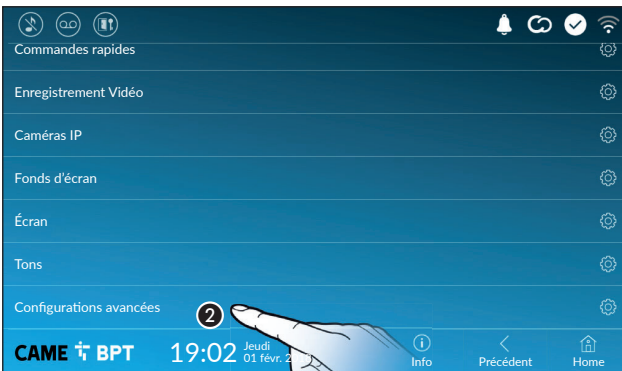 Commandes rapides
Enregistrement Vidéo
Caméras IP
Fonds d'écran
Écran
Tons
Configurations avancées
2
CAME BPT
19:02
Jeudi
01 févr. 2
Info
Précédent
Home